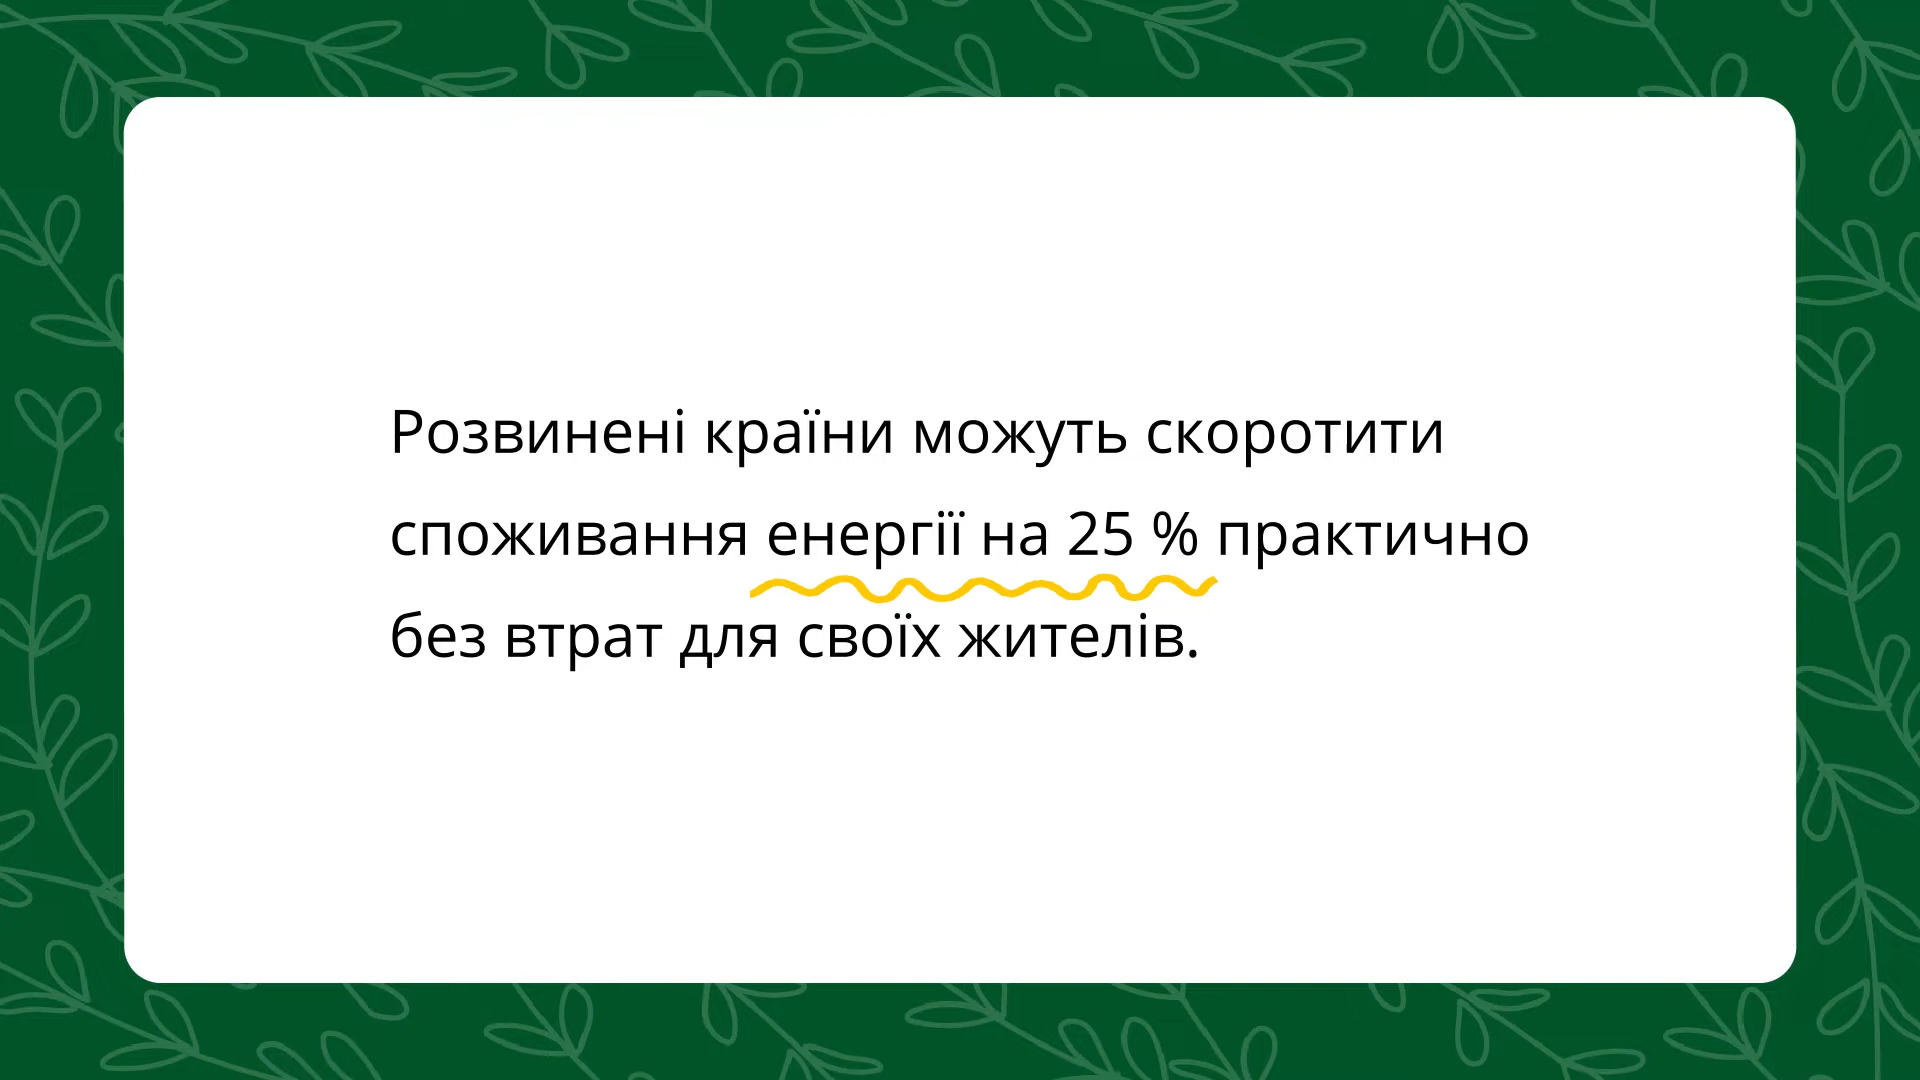 Розвинені країни можуть скоротити
споживання енергії на 25 % практично
без втрат для своїх жителів.